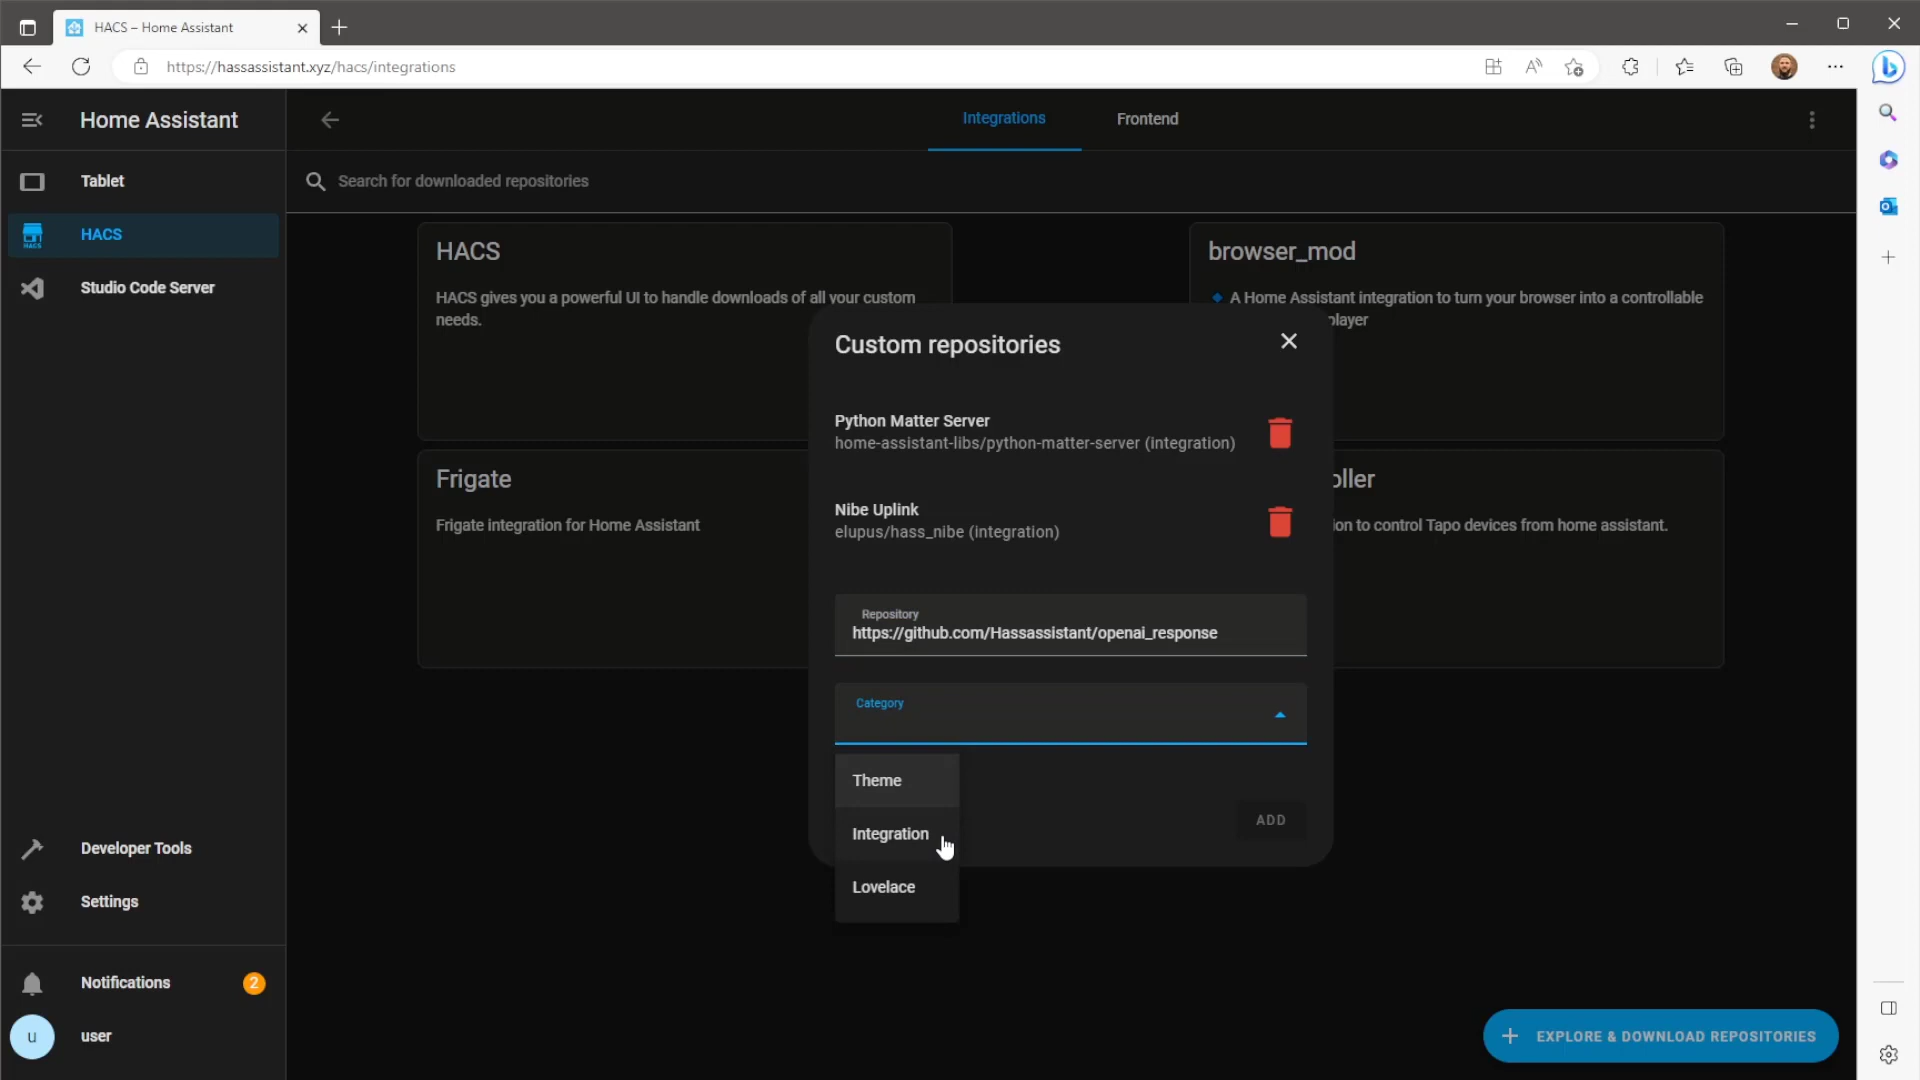 HACS – Home Assistant
https://hassassistant.xyz/hacs/integrations
Home Assistant
Integrations
Frontend
Tablet
Search for downloaded repositories
HACS
Studio Code Server
HACS
HACS gives you a powerful UI to handle downloads of all your custom
needs.
browser_mod
A Home Assistant integration to turn your browser into a controllable
player
Custom repositories
Python Matter Server
home-assistant-libs/python-matter-server (integration)
Frigate
Frigate integration for Home Assistant
oller
ion to control Tapo devices from home assistant.
Nibe Uplink
elupus/hass_nibe (integration)
Repository
https://github.com/Hassassistant/openai_response
Category
Theme
Integration
Lovelace
ADD
Developer Tools
Settings
Notifications
2
u
user
EXPLORE & DOWNLOAD REPOSITORIES